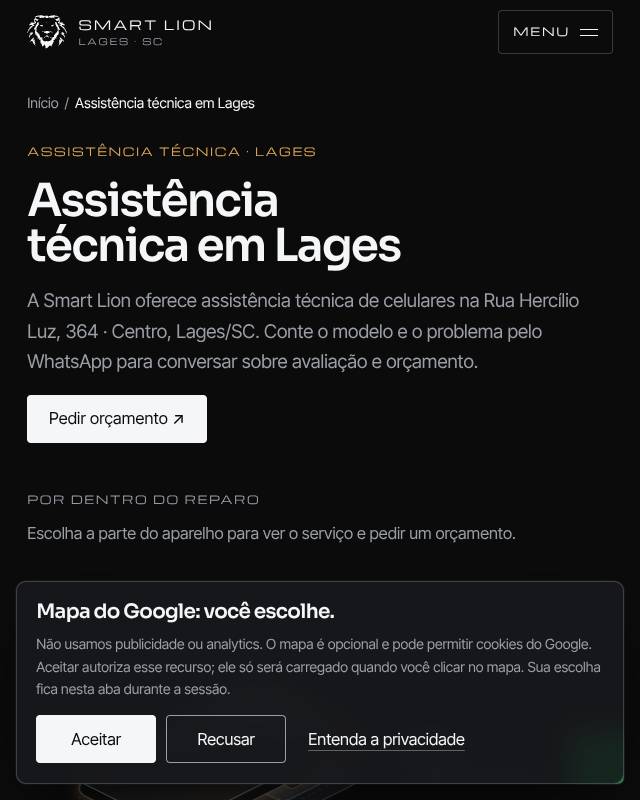 SMART LION
LAGES · SC
MENU
Início / Assistência técnica em Lages
ASSISTÊNCIA TÉCNICA · LAGES
Assistência
técnica em Lages
A Smart Lion oferece assistência técnica de celulares na Rua Hercílio
Luz, 364 · Centro, Lages/SC. Conte o modelo e o problema pelo
WhatsApp para conversar sobre avaliação e orçamento.
Pedir orçamento ↗
POR DENTRO DO REPARO
Escolha a parte do aparelho para ver o serviço e pedir um orçamento.
Mapa do Google: você escolhe.
Não usamos publicidade ou analytics. O mapa é opcional e pode permitir cookies do Google.
Aceitar autoriza esse recurso; ele só será carregado quando você clicar no mapa. Sua escolha
fica nesta aba durante a sessão.
Aceitar
Recusar
Entenda a privacidade